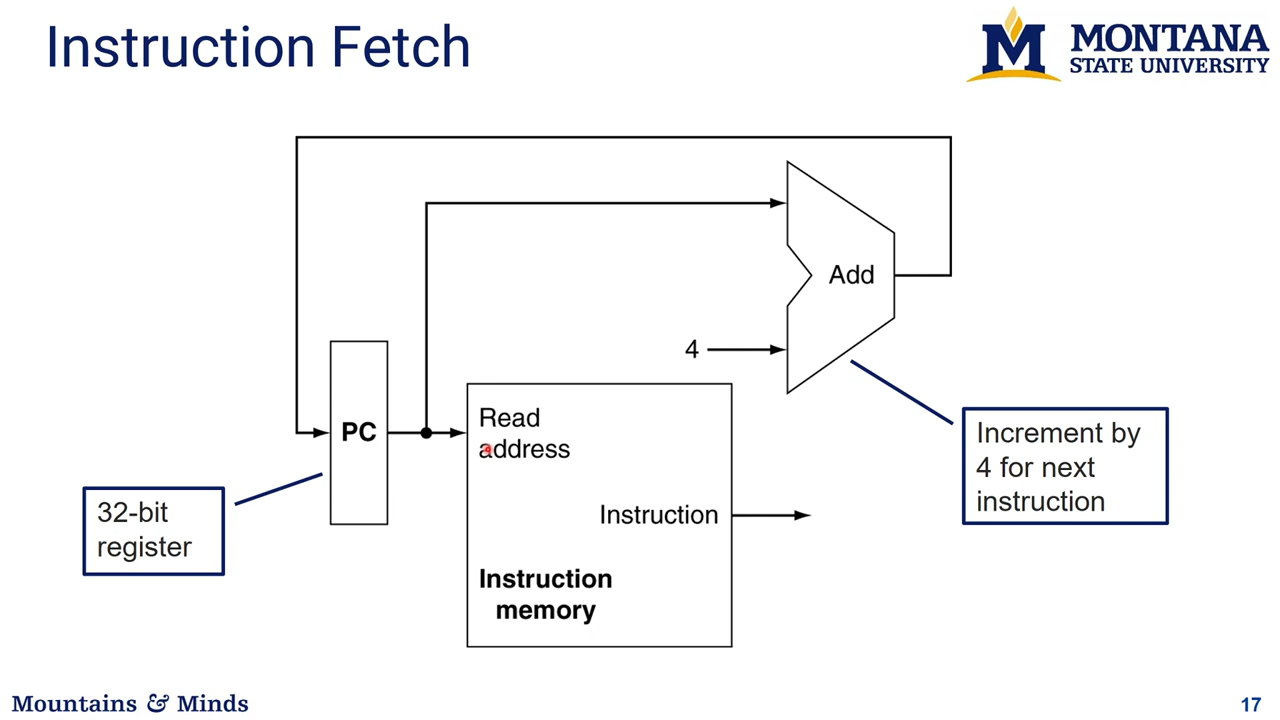 Instruction Fetch
MONTANA
STATE UNIVERSITY
M
Add
4
PC
Read
address
Instruction
Instruction
memory
32-bit
register
Increment by
4 for next
instruction
Mountains & Minds
17